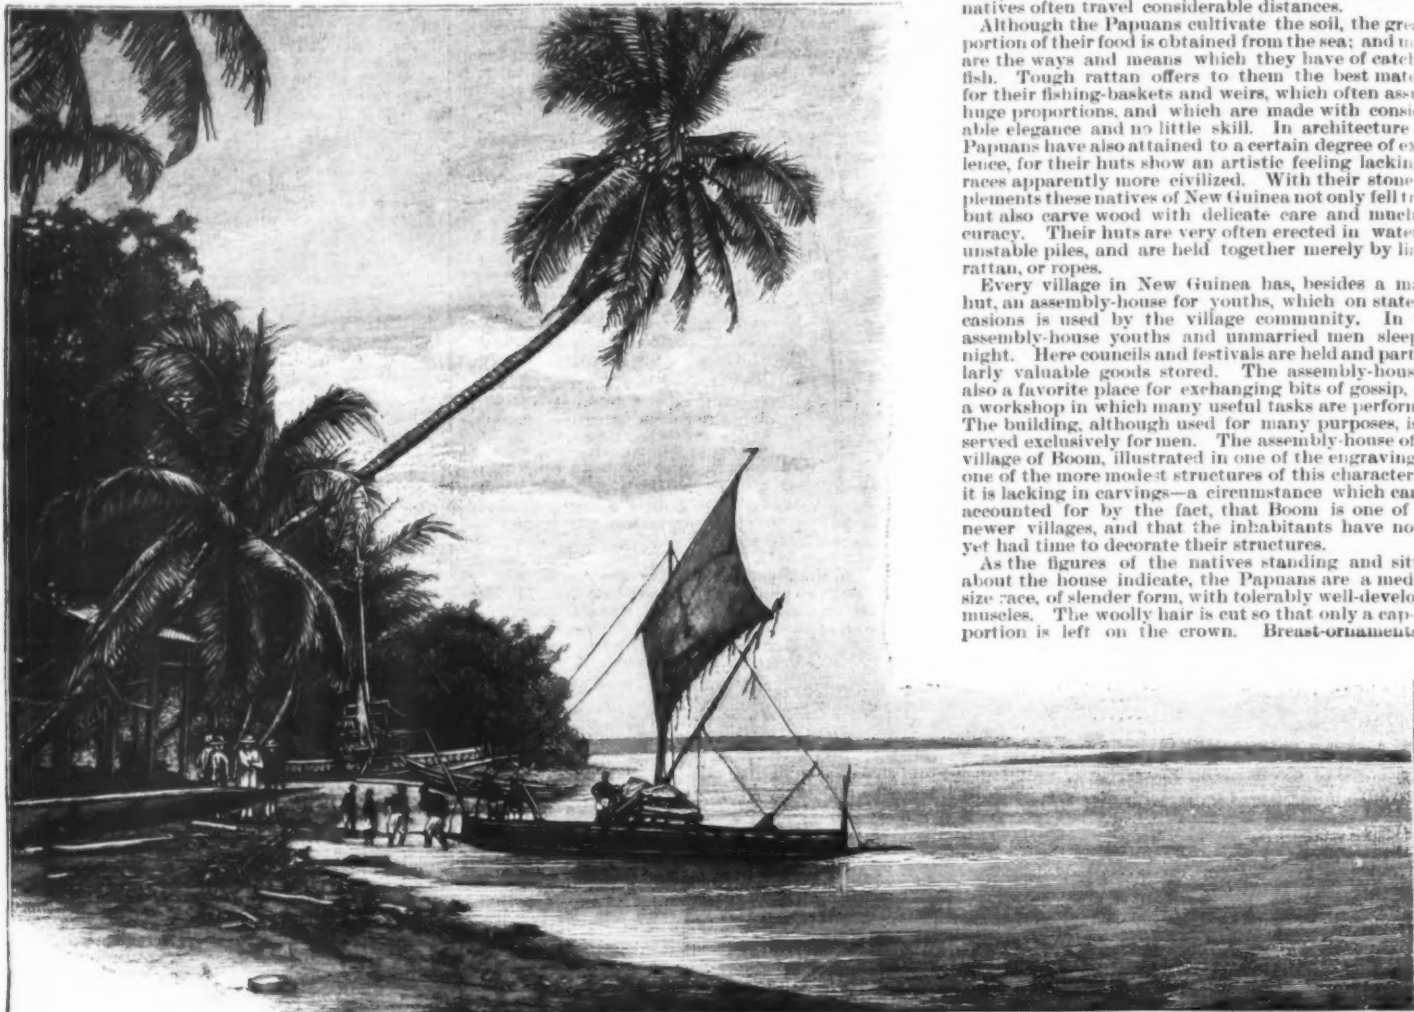 natives often travel considerable distances.
Although the Papuans cultivate the soil, the gre
portion of their food is obtained from the sea; and
are the ways and means which they have of catch
fish. Tough rattan offers to them the best mate
for their fishing-baskets and weirs, which often ass
huge proportions, and which are made with consi
able elegance and no little skill. In architecture
Papuans have also attained to a certain degree of ex
lence, for their huts show an artistic feeling lackin
races apparently more civilized. With their stone
plements these natives of New Guinea not only fell tr
but also carve wood with delicate care and much
curacy. Their huts are very often erected in wate
unstable piles, and are held together merely by lia
rattan, or ropes.
Every village in New Guinea has, besides a ma
hut, an assembly-house for youths, which on state
casions is used by the village community. In
assembly-house youths and unmarried men sleep
night. Here councils and festivals are held and part
larly valuable goods stored. The assembly-hous
also a favorite place for exchanging bits of gossip,
a workshop in which many useful tasks are perform
The building, although used for many purposes, is
served exclusively for men. The assembly-house of
village of Boom, illustrated in one of the engraving
one of the more modest structures of this character
it is lacking in carvings—a circumstance which can
accounted for by the fact, that Boom is one of
newer villages, and that the inhabitants have no
yet had time to decorate their structures.
As the figures of the natives standing and sit
about the house indicate, the Papuans are a med
size race, of slender form, with tolerably well-develo
muscles. The woolly hair is cut so that only a cap-
portion is left on the crown. Breast-ornaments